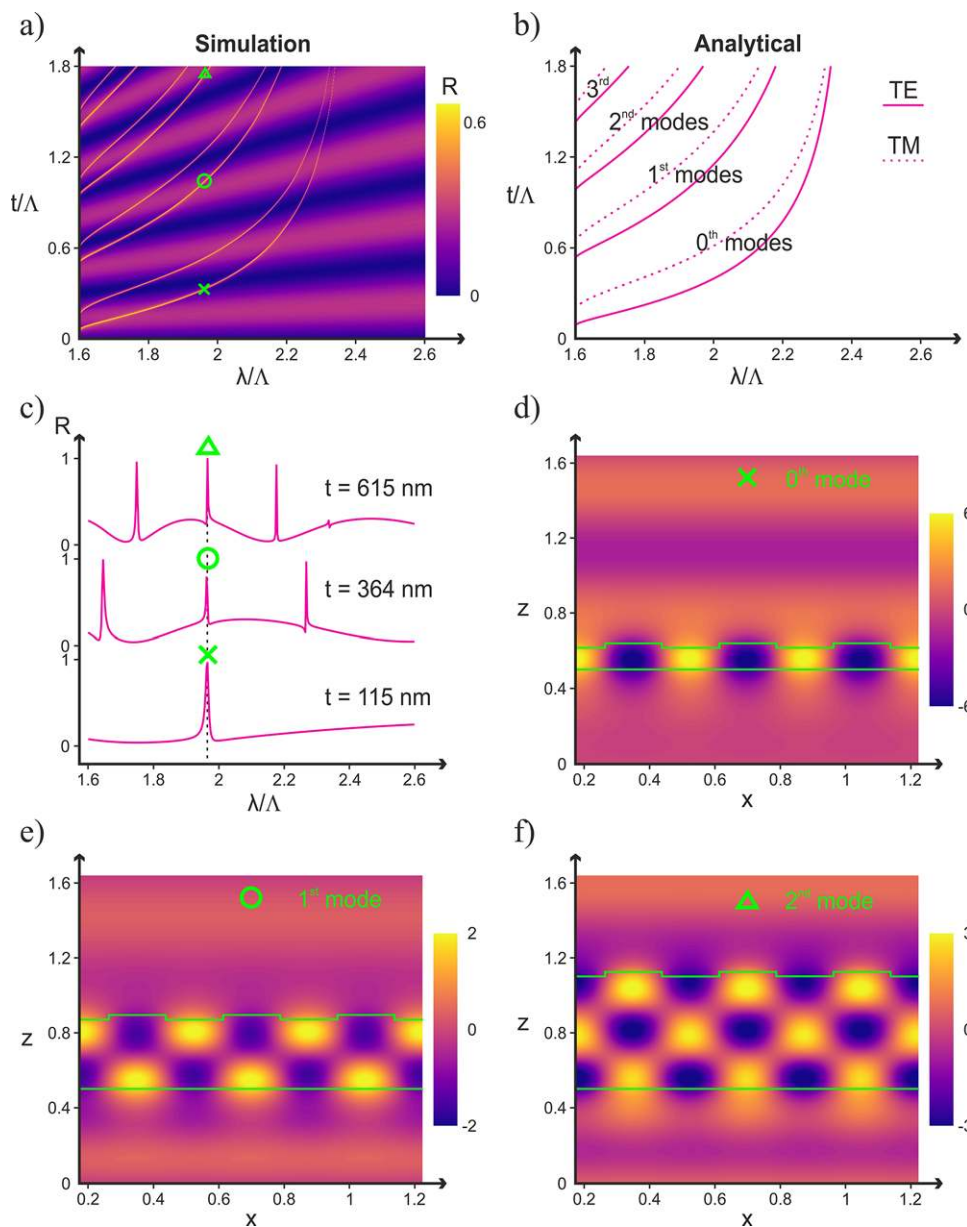 a)
Simulation
1.8
1.2
t/Λ
0.6
0
1.6
1.8
2
2.2
2.4
2.6
λ/Λ
R
0.6
0
b)
Analytical
1.8
1.2
t/Λ
0.6
0
1.6
1.8
2
2.2
2.4
2.6
λ/Λ
3rd
2nd modes
1st modes
0th modes
TE
TM
c)
R
1
t = 615 nm
0
1
t = 364 nm
0
1
t = 115 nm
0
1.6
1.8
2
2.2
2.4
2.6
λ/Λ
d)
0th mode
1.6
1.2
z
0.8
0.4
0
0.2
0.4
0.6
0.8
1
1.2
x
6
0
-6
e)
1st mode
1.6
1.2
z
0.8
0.4
0
0.2
0.4
0.6
0.8
1
1.2
x
2
0
-2
f)
2nd mode
1.6
1.2
z
0.8
0.4
0
0.2
0.4
0.6
0.8
1
1.2
x
3
0
-3